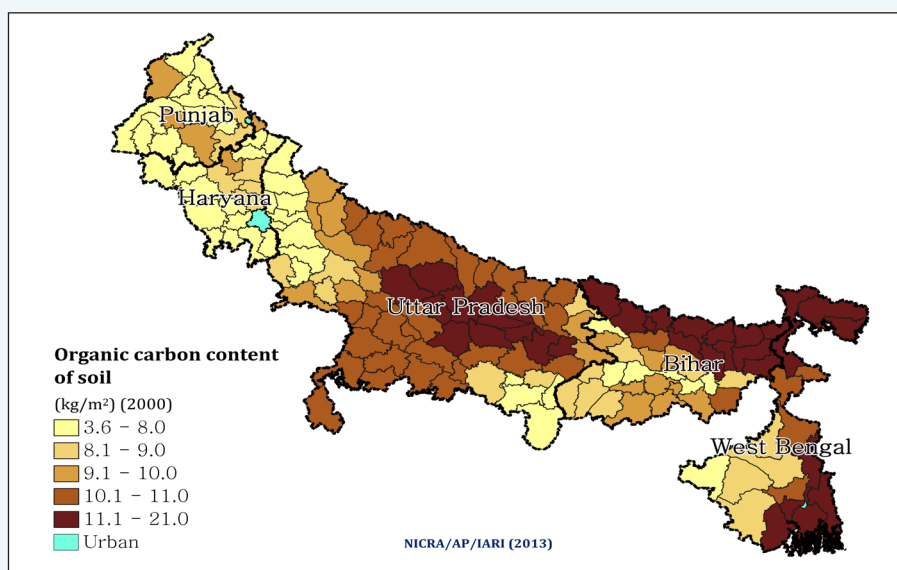 Punjab
Haryana
Uttar Pradesh
Bihar
West Bengal
Organic carbon content
of soil
(kg/m²) (2000)
3.6 – 8.0
8.1 – 9.0
9.1 – 10.0
10.1 – 11.0
11.1 – 21.0
Urban
NICRA/AP/IARI (2013)